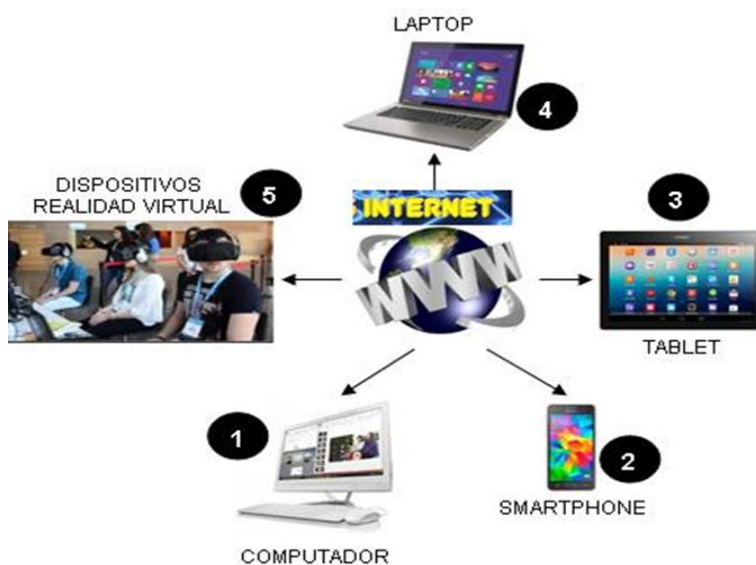 LAPTOP
4
DISPOSITIVOS
REALIDAD VIRTUAL
5
INTERNET
3
WWW
TABLET
1
2
SMARTPHONE
COMPUTADOR